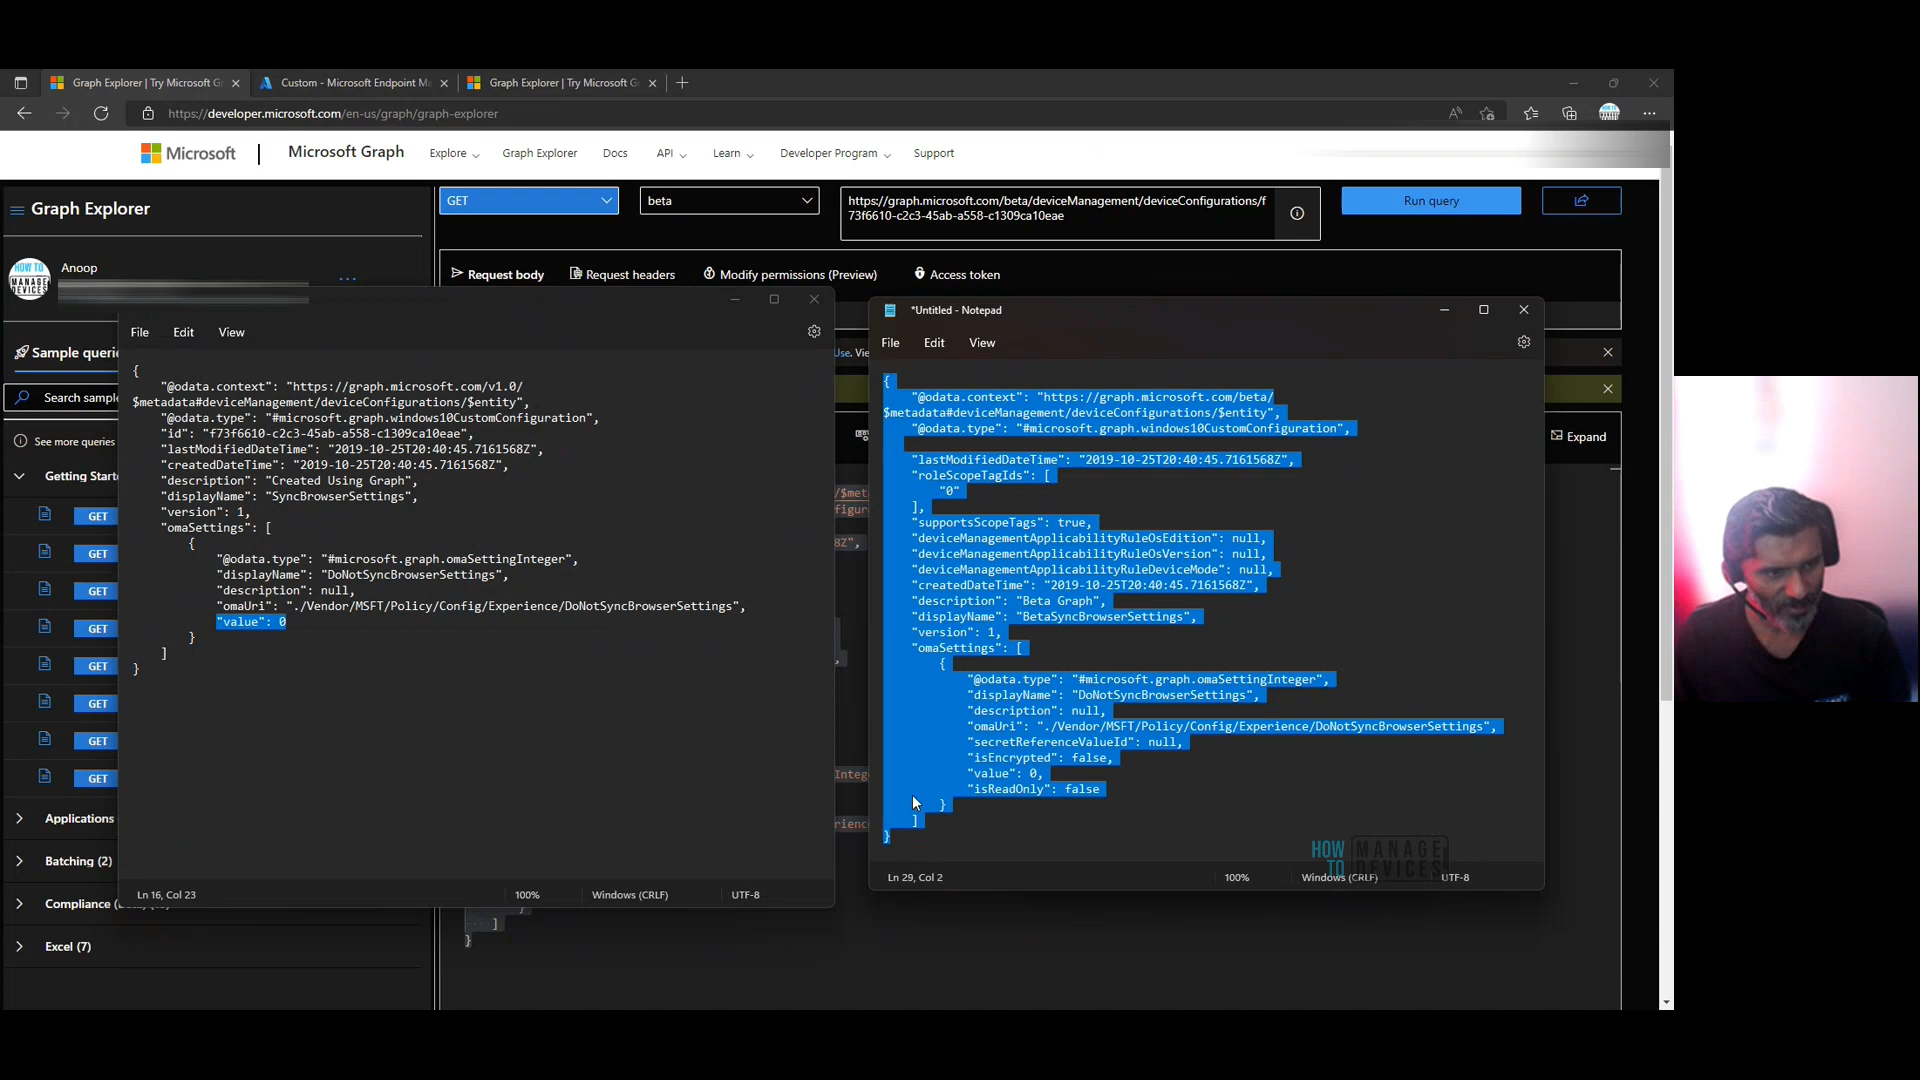 Graph Explorer | Try Microsoft G
Custom - Microsoft Endpoint Ma
Graph Explorer | Try Microsoft G
https://developer.microsoft.com/en-us/graph/graph-explorer
Microsoft
Microsoft Graph
Explore
Graph Explorer
Docs
API
Learn
Developer Program
Support
Graph Explorer
GET
beta
https://graph.microsoft.com/beta/deviceManagement/deviceConfigurations/f
73f6610-c2c3-45ab-a558-c1309ca10eae
Run query
HOW TO
MANAGE
DEVICES
Anoop
...
Request body
Request headers
Modify permissions (Preview)
Access token
Sample querie
Search sample
See more queries
Getting Starte
GET
GET
GET
GET
GET
GET
GET
GET
Applications
Batching (2)
Compliance
Excel (7)
Use. Vie
Expand
File Edit View
{
"@odata.context": "https://graph.microsoft.com/v1.0/
$metadata#deviceManagement/deviceConfigurations/$entity",
"@odata.type": "#microsoft.graph.windows10CustomConfiguration",
"id": "f73f6610-c2c3-45ab-a558-c1309ca10eae",
"lastModifiedDateTime": "2019-10-25T20:40:45.7161568Z",
"createdDateTime": "2019-10-25T20:40:45.7161568Z",
"description": "Created Using Graph",
"displayName": "SyncBrowserSettings",
"version": 1,
"omaSettings": [
{
"@odata.type": "#microsoft.graph.omaSettingInteger",
"displayName": "DoNotSyncBrowserSettings",
"description": null,
"omaUri": "./Vendor/MSFT/Policy/Config/Experience/DoNotSyncBrowserSettings",
"value": 0
}
]
}
Ln 16, Col 23
100%
Windows (CRLF)
UTF-8
*Untitled - Notepad
File Edit View
{
"@odata.context": "https://graph.microsoft.com/beta/
$metadata#deviceManagement/deviceConfigurations/$entity",
"@odata.type": "#microsoft.graph.windows10CustomConfiguration",
"lastModifiedDateTime": "2019-10-25T20:40:45.7161568Z",
"roleScopeTagIds": [
"0"
],
"supportsScopeTags": true,
"deviceManagementApplicabilityRuleOsEdition": null,
"deviceManagementApplicabilityRuleOsVersion": null,
"deviceManagementApplicabilityRuleDeviceMode": null,
"createdDateTime": "2019-10-25T20:40:45.7161568Z",
"description": "Beta Graph",
"displayName": "BetaSyncBrowserSettings",
"version": 1,
"omaSettings": [
{
"@odata.type": "#microsoft.graph.omaSettingInteger",
"displayName": "DoNotSyncBrowserSettings",
"description": null,
"omaUri": "./Vendor/MSFT/Policy/Config/Experience/DoNotSyncBrowserSettings",
"secretReferenceValueId": null,
"isEncrypted": false,
"value": 0,
"isReadOnly": false
}
]
}
HOW TO MANAGE DEVICES
Ln 29, Col 2
100%
Windows (CRLF)
UTF-8
]
}